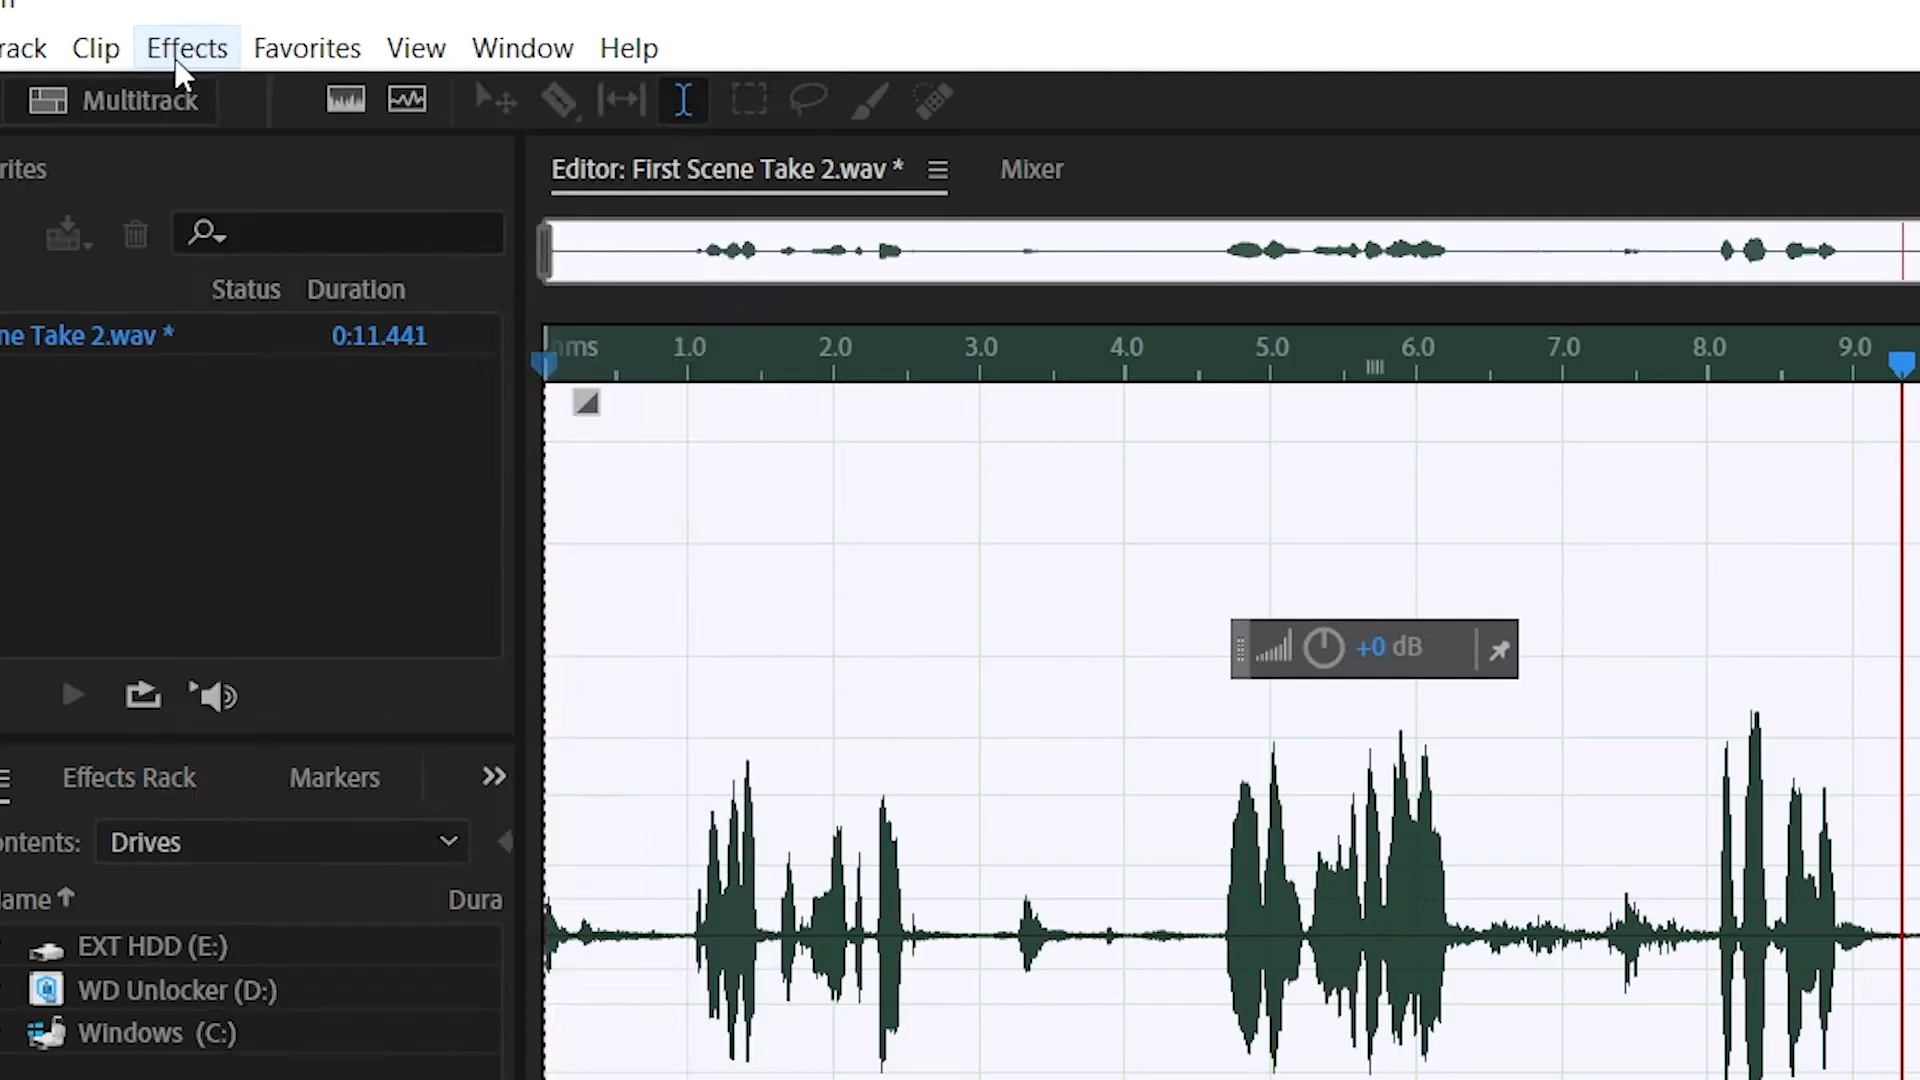 rack Clip Effects Favorites View Window Help
Multitrack
rites
Editor: First Scene Take 2.wav * Mixer
Status Duration
ne Take 2.wav * 0:11.441
hms 1.0 2.0 3.0 4.0 5.0 6.0 7.0 8.0 9.0
+0 dB
Effects Rack Markers
ontents: Drives
ame Dura
EXT HDD (E:)
WD Unlocker (D:)
Windows (C:)